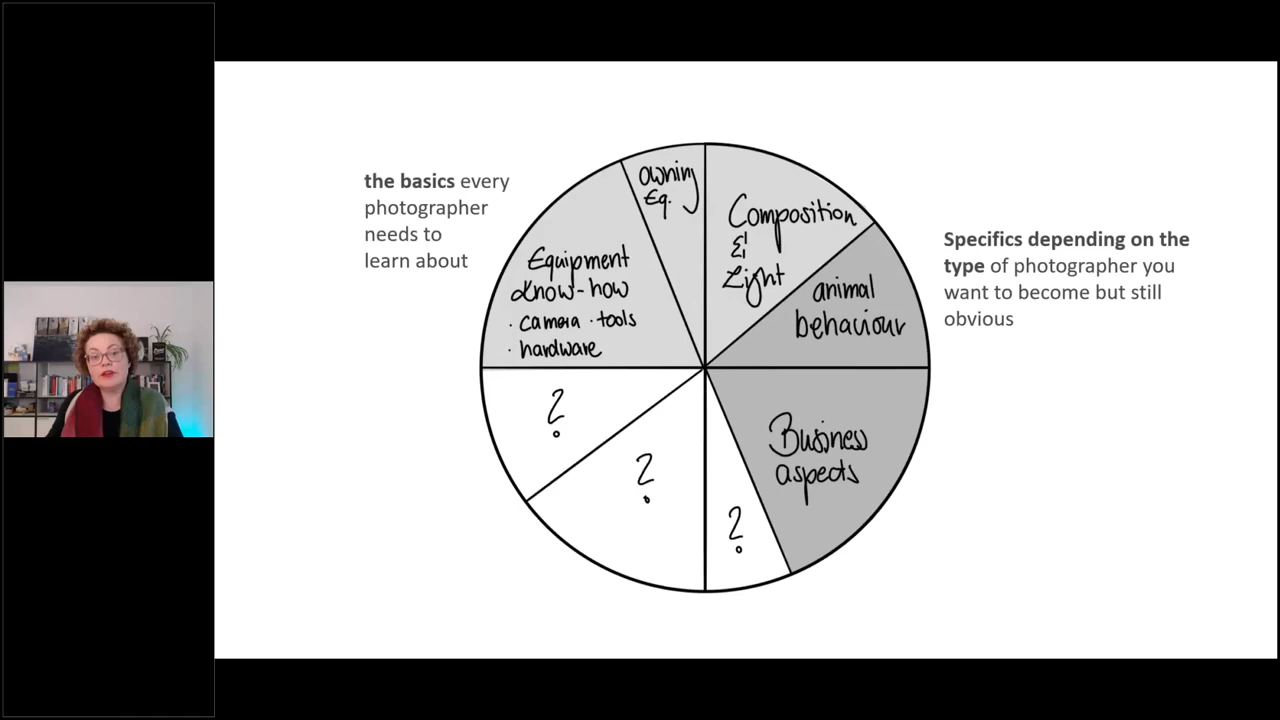 the basics every
photographer
needs to
learn about
owning
Eq.
Equipment
know-how
· camera · tools
· hardware
Composition
&
Light
animal
behaviour
Specifics depending on the
type of photographer you
want to become but still
obvious
Business
aspects
?
?
?